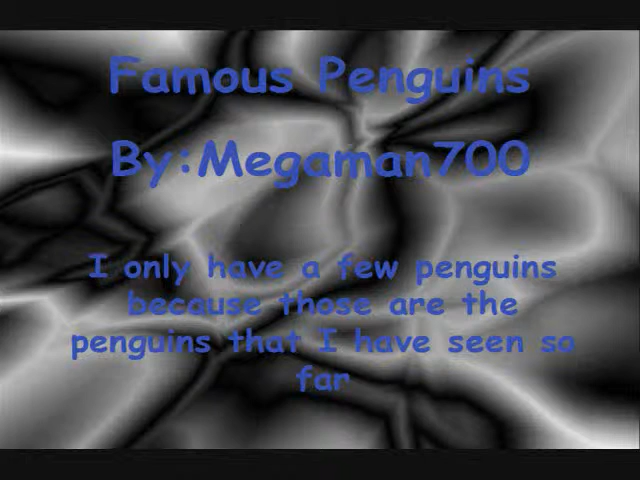 Famous Penguins
By:Megaman700
I only have a few penguins
because those are the
penguins that I have seen so
far